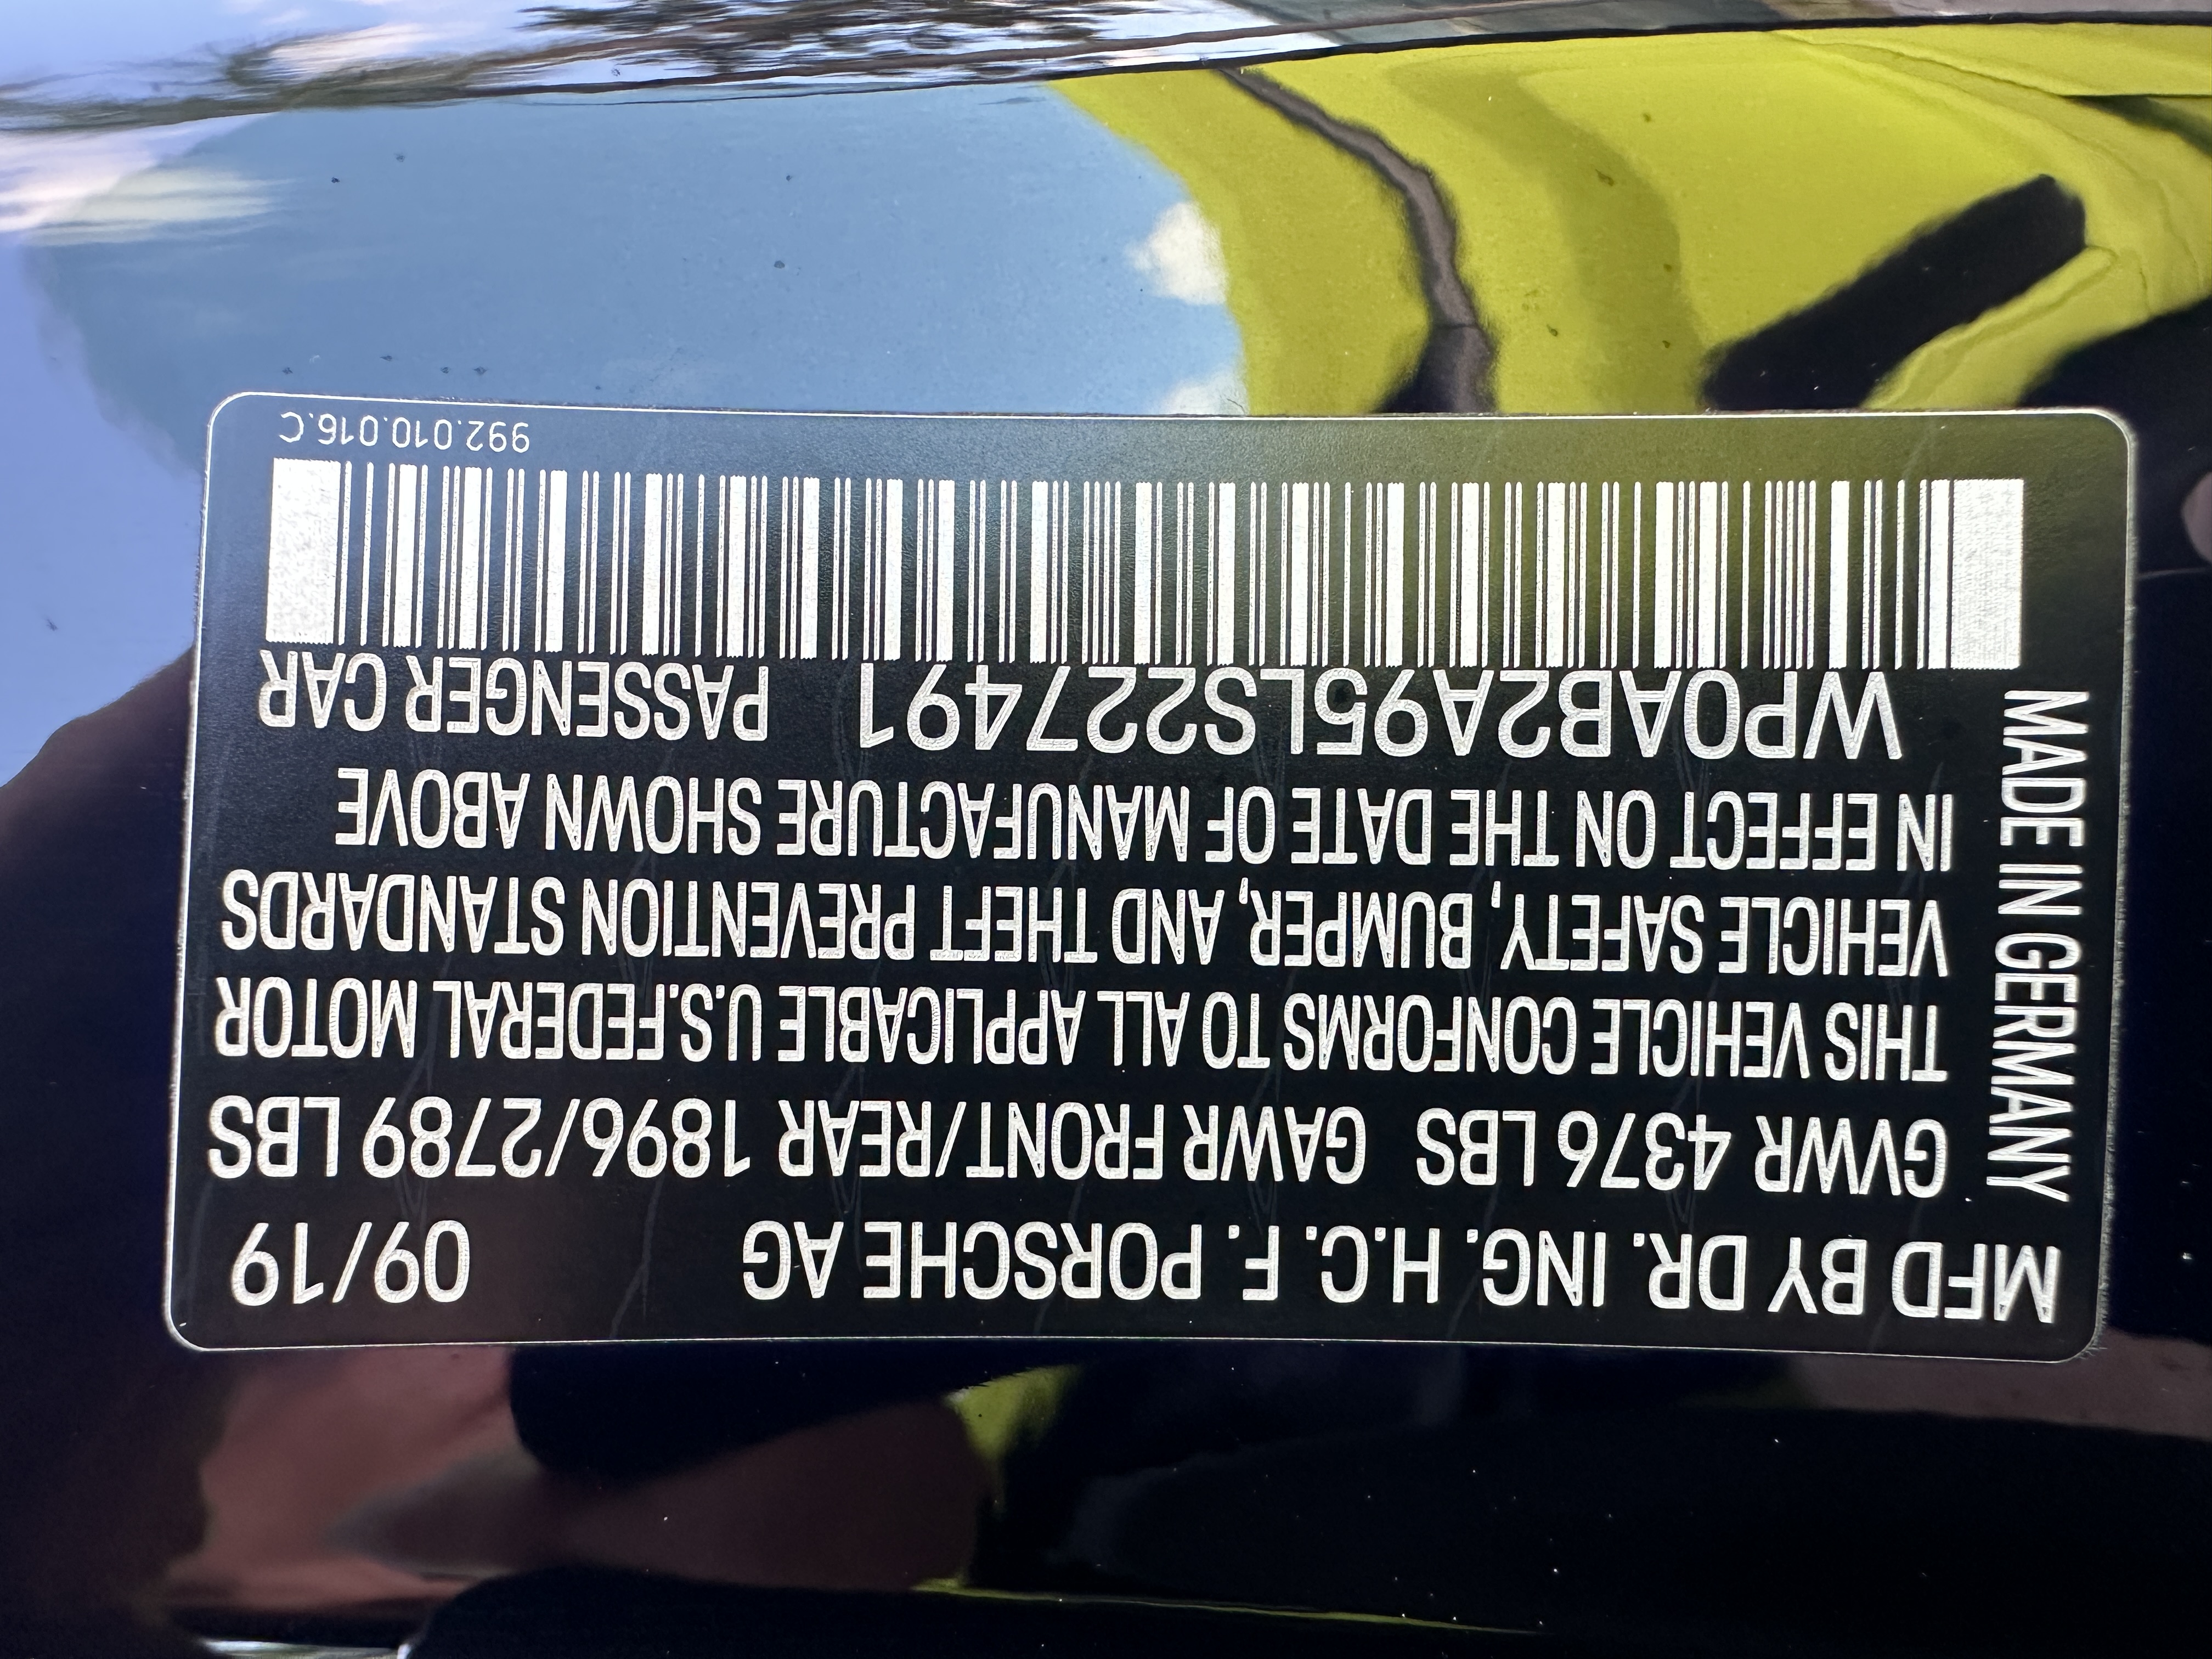 MFD BY DR. ING. H.C. F. PORSCHE AG 09/19
GVWR 4376 LBS GAWR FRONT/REAR 1896/2789 LBS
THIS VEHICLE CONFORMS TO ALL APPLICABLE U.S.FEDERAL MOTOR
VEHICLE SAFETY, BUMPER, AND THEFT PREVENTION STANDARDS
IN EFFECT ON THE DATE OF MANUFACTURE SHOWN ABOVE
WP0AB2A95LS227491 PASSENGER CAR
992.010.016.C
MADE IN GERMANY